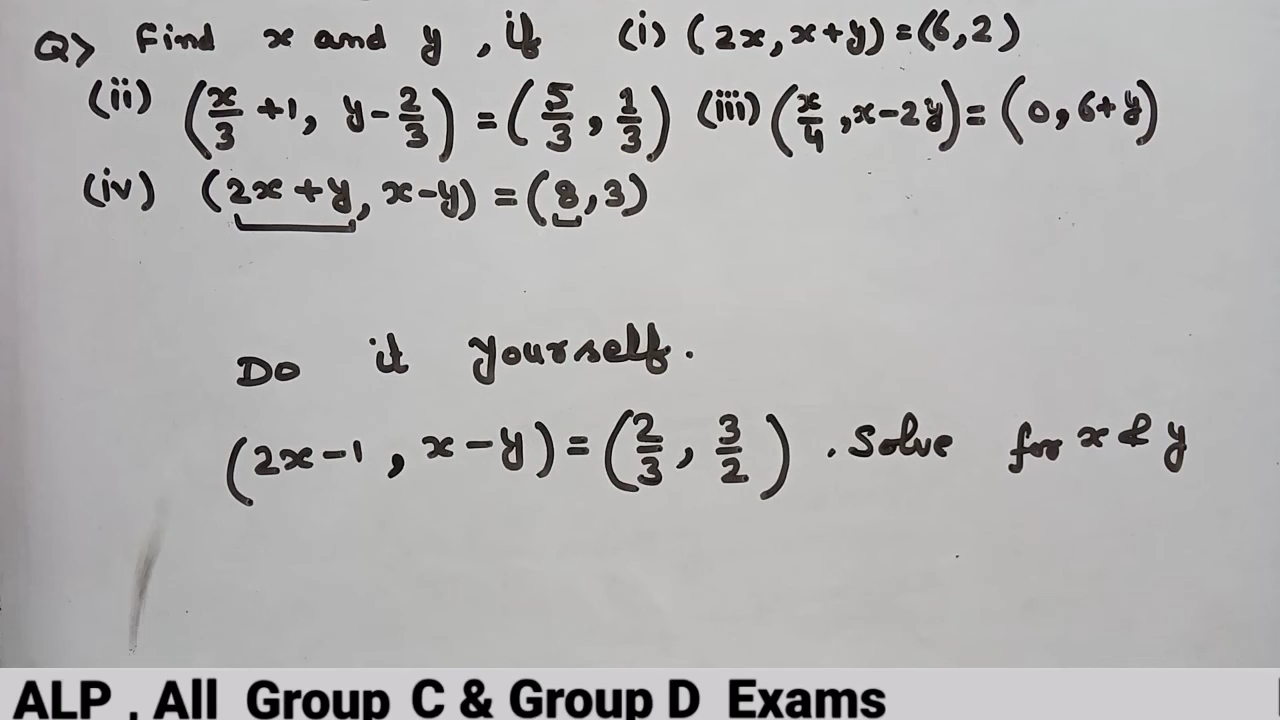 Q> Find x and y, if (i) (2x, x+y) = (6, 2)
(ii) (x/3 +1, y - 2/3) = (5/3, 1/3) (iii) (x/4, x-2y) = (0, 6+y)
(iv) (2x+y, x-y) = (8, 3)
Do it yourself.
(2x-1, x-y) = (2/3, 3/2). Solve for x & y
ALP , All Group C & Group D Exams